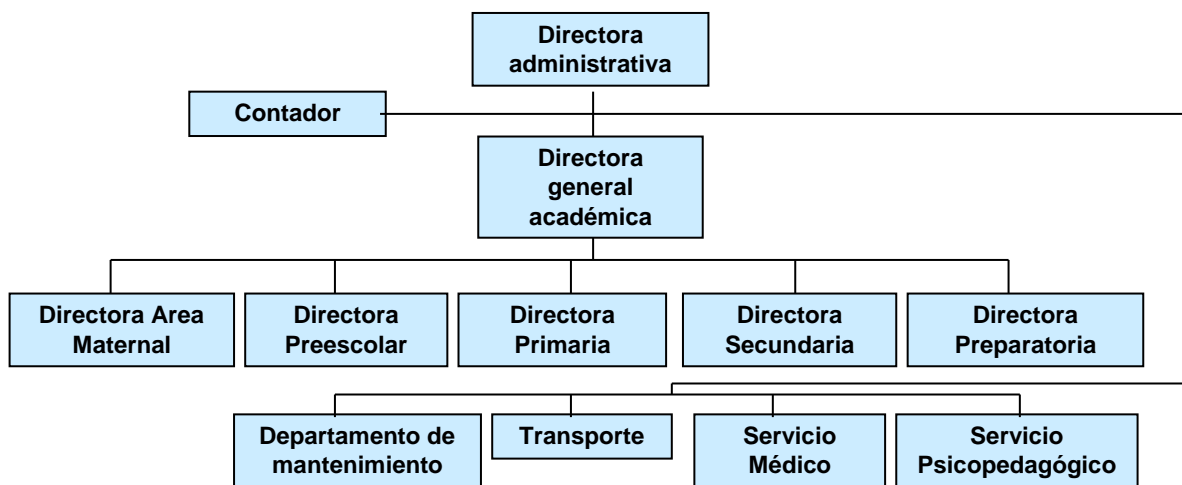 Directora
administrativa
Contador
Directora
general
académica
Directora Area
Maternal
Directora
Preescolar
Directora
Primaria
Directora
Secundaria
Directora
Preparatoria
Departamento de
mantenimiento
Transporte
Servicio
Médico
Servicio
Psicopedagógico